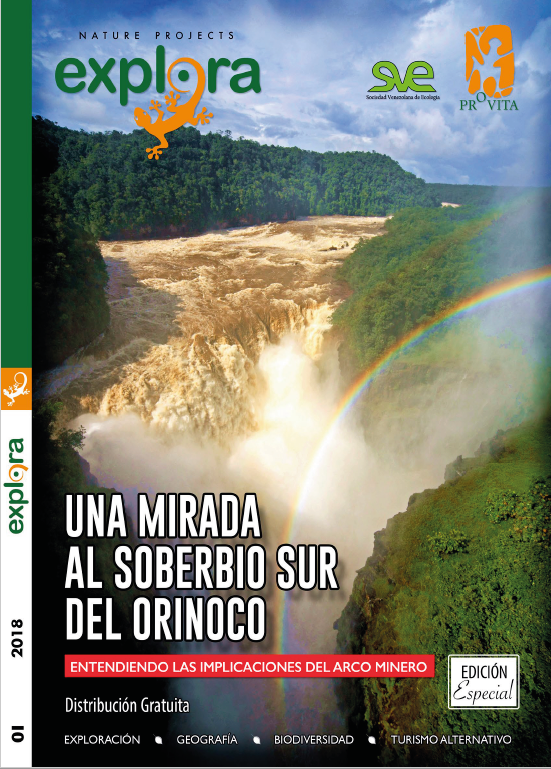 NATURE PROJECTS
explora
sve
Sociedad Venezolana de Ecología
PROVITA
UNA MIRADA
AL SOBERBIO SUR
DEL ORINOCO
ENTENDIENDO LAS IMPLICACIONES DEL ARCO MINERO
EDICIÓN
Especial
Distribución Gratuita
EXPLORACIÓN GEOGRAFÍA BIODIVERSIDAD TURISMO ALTERNATIVO
2018
explora
2018
01